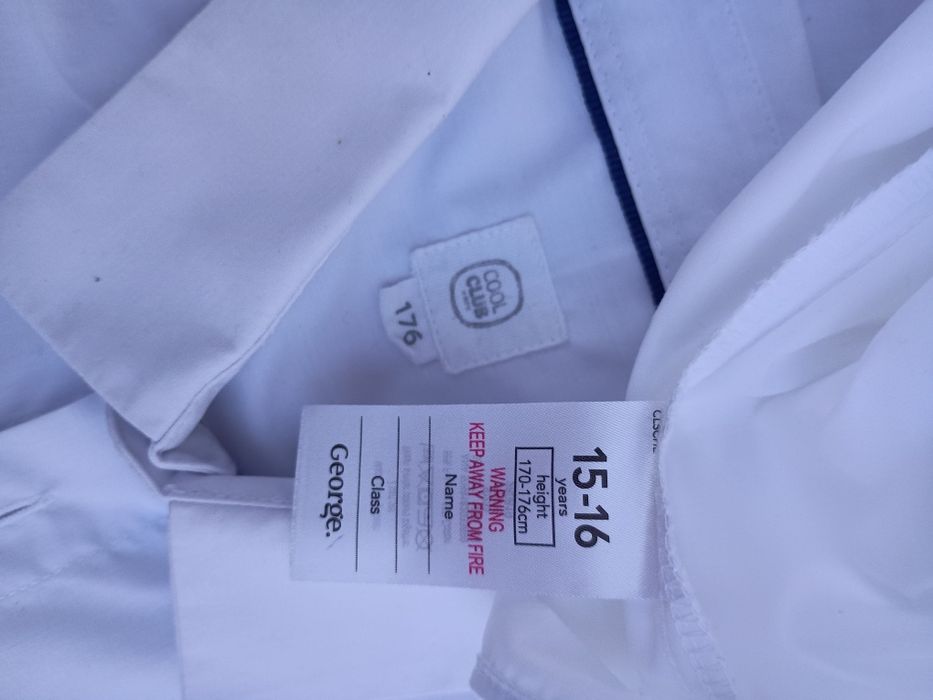 COOL
CLUB
176
15-16
years
height
170-176cm
WARNING
KEEP AWAY FROM FIRE
Name
Class
George.